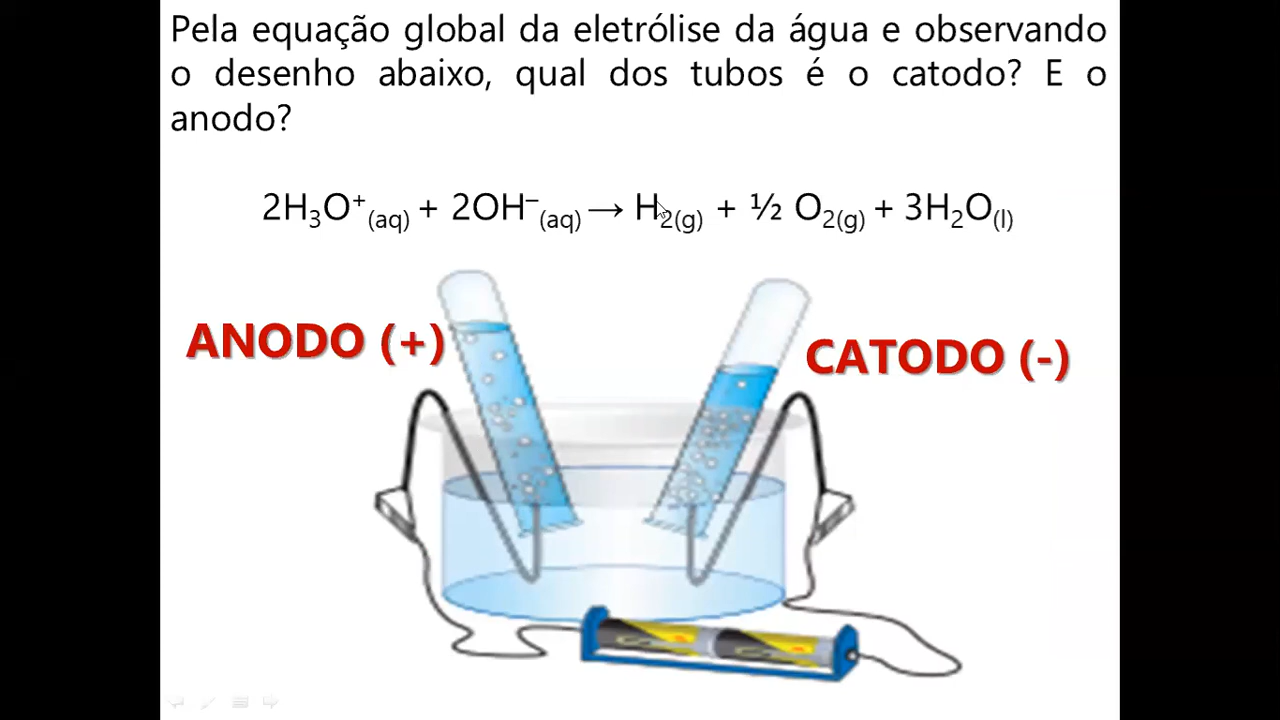 Pela equação global da eletrólise da água e observando
o desenho abaixo, qual dos tubos é o catodo? E o
anodo?
2H₃O⁺(aq) + 2OH⁻(aq) → H₂(g) + ½ O₂(g) + 3H₂O(l)
ANODO (+)
CATODO (-)